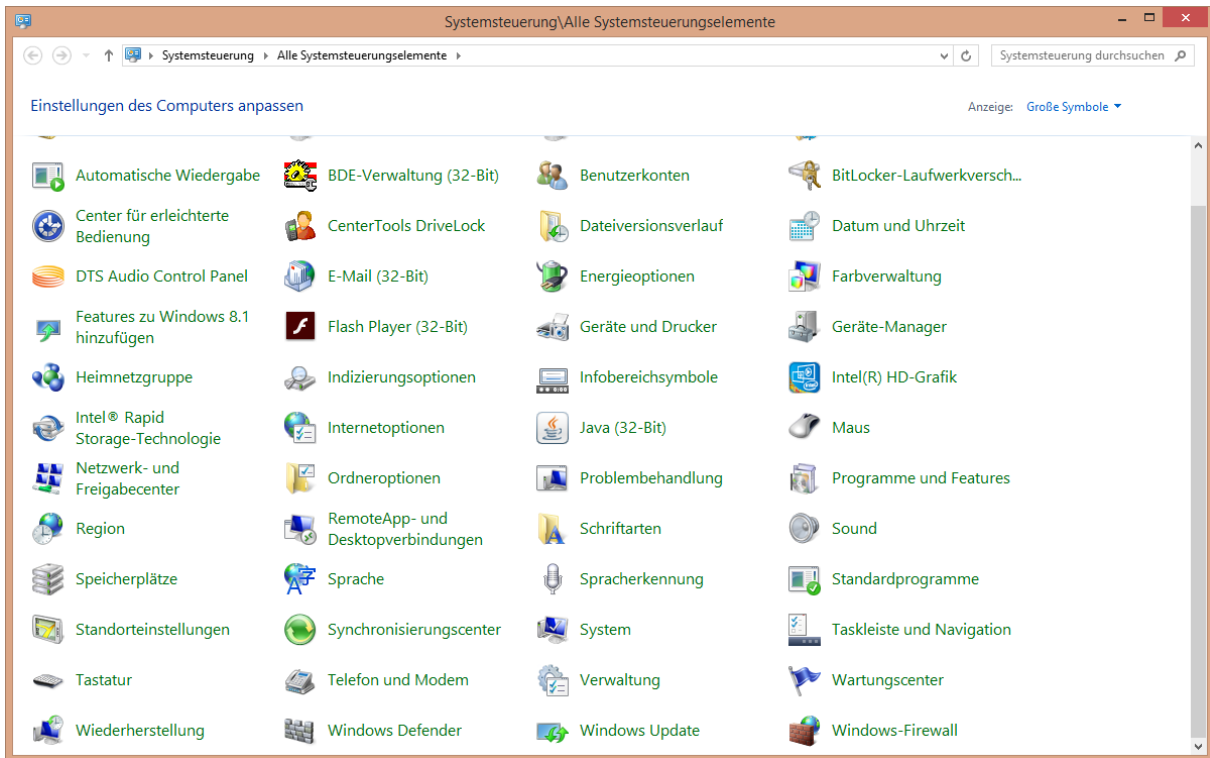 Systemsteuerung\Alle Systemsteuerungselemente
Systemsteuerung Alle Systemsteuerungselemente
Systemsteuerung durchsuchen
Einstellungen des Computers anpassen
Anzeige: Große Symbole
Automatische Wiedergabe
BDE-Verwaltung (32-Bit)
Benutzerkonten
BitLocker-Laufwerkversch...
Center für erleichterte
Bedienung
CenterTools DriveLock
Dateiversionsverlauf
Datum und Uhrzeit
DTS Audio Control Panel
E-Mail (32-Bit)
Energieoptionen
Farbverwaltung
Features zu Windows 8.1
hinzufügen
Flash Player (32-Bit)
Geräte und Drucker
Geräte-Manager
Heimnetzgruppe
Indizierungsoptionen
Infobereichsymbole
Intel(R) HD-Grafik
Intel® Rapid
Storage-Technologie
Internetoptionen
Java (32-Bit)
Maus
Netzwerk- und
Freigabecenter
Ordneroptionen
Problembehandlung
Programme und Features
Region
RemoteApp- und
Desktopverbindungen
Schriftarten
Sound
Speicherplätze
Sprache
Spracherkennung
Standardprogramme
Standorteinstellungen
Synchronisierungscenter
System
Taskleiste und Navigation
Tastatur
Telefon und Modem
Verwaltung
Wartungscenter
Wiederherstellung
Windows Defender
Windows Update
Windows-Firewall